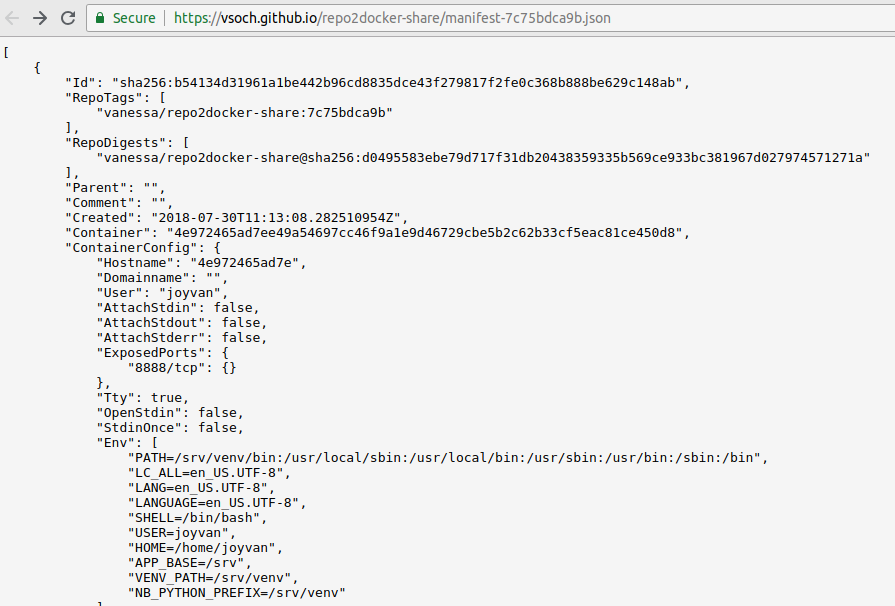 Secure https://vsoch.github.io/repo2docker-share/manifest-7c75bdca9b.json
[
    {
        "Id": "sha256:b54134d31961a1be442b96cd8835dce43f279817f2fe0c368b888be629c148ab",
        "RepoTags": [
            "vanessa/repo2docker-share:7c75bdca9b"
        ],
        "RepoDigests": [
            "vanessa/repo2docker-share@sha256:d0495583ebe79d717f31db20438359335b569ce933bc381967d027974571271a"
        ],
        "Parent": "",
        "Comment": "",
        "Created": "2018-07-30T11:13:08.282510954Z",
        "Container": "4e972465ad7ee49a54697cc46f9a1e9d46729cbe5b2c62b33cf5eac81ce450d8",
        "ContainerConfig": {
            "Hostname": "4e972465ad7e",
            "Domainname": "",
            "User": "joyvan",
            "AttachStdin": false,
            "AttachStdout": false,
            "AttachStderr": false,
            "ExposedPorts": {
                "8888/tcp": {}
            },
            "Tty": true,
            "OpenStdin": false,
            "StdinOnce": false,
            "Env": [
                "PATH=/srv/venv/bin:/usr/local/sbin:/usr/local/bin:/usr/sbin:/usr/bin:/sbin:/bin",
                "LC_ALL=en_US.UTF-8",
                "LANG=en_US.UTF-8",
                "LANGUAGE=en_US.UTF-8",
                "SHELL=/bin/bash",
                "USER=joyvan",
                "HOME=/home/joyvan",
                "APP_BASE=/srv",
                "VENV_PATH=/srv/venv",
                "NB_PYTHON_PREFIX=/srv/venv"
            ]